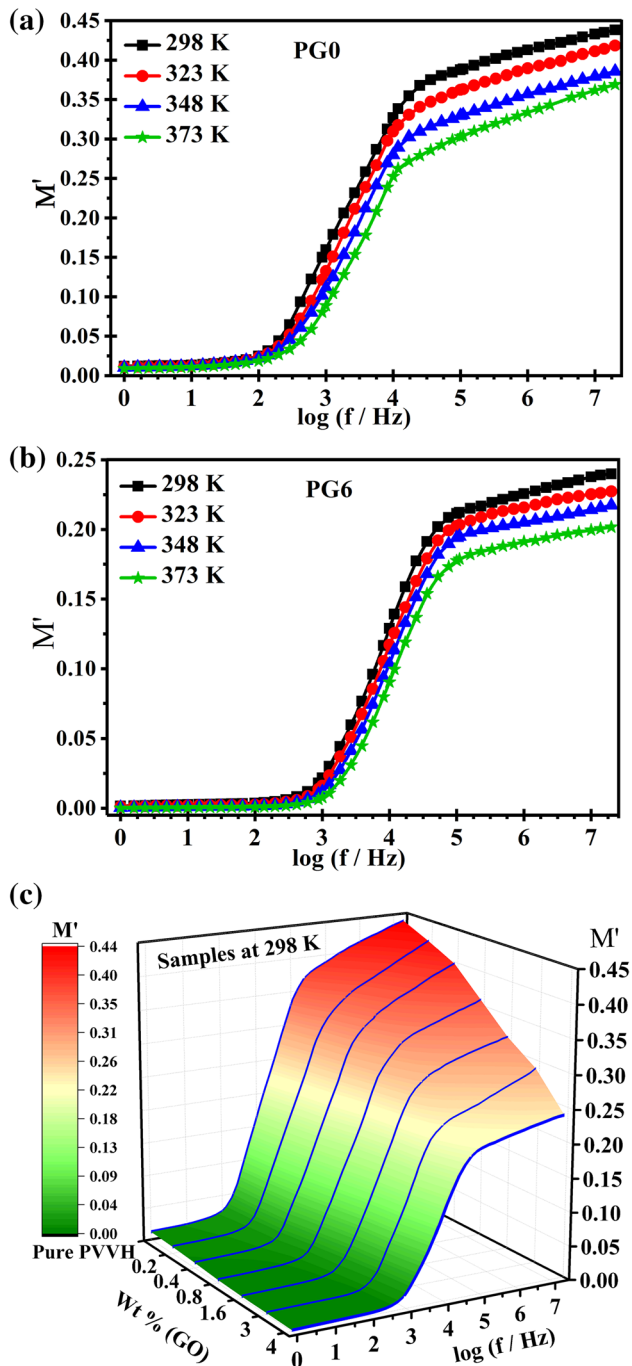 (a)
PG0
298 K
323 K
348 K
373 K
M'
0.45
0.40
0.35
0.30
0.25
0.20
0.15
0.10
0.05
0.00
0 1 2 3 4 5 6 7
log (f / Hz)
(b)
PG6
298 K
323 K
348 K
373 K
M'
0.25
0.20
0.15
0.10
0.05
0.00
0 1 2 3 4 5 6 7
log (f / Hz)
(c)
M'
0.44
0.40
0.36
0.31
0.26
0.22
0.18
0.13
0.09
0.04
0.00
Samples at 298 K
M'
0.45
0.40
0.35
0.30
0.25
0.20
0.15
0.10
0.05
0.00
Pure PVVH
0.2
0.4
0.8
1.6
3
4
Wt % (GO)
0 1 2 3 4 5 6 7
log (f / Hz)